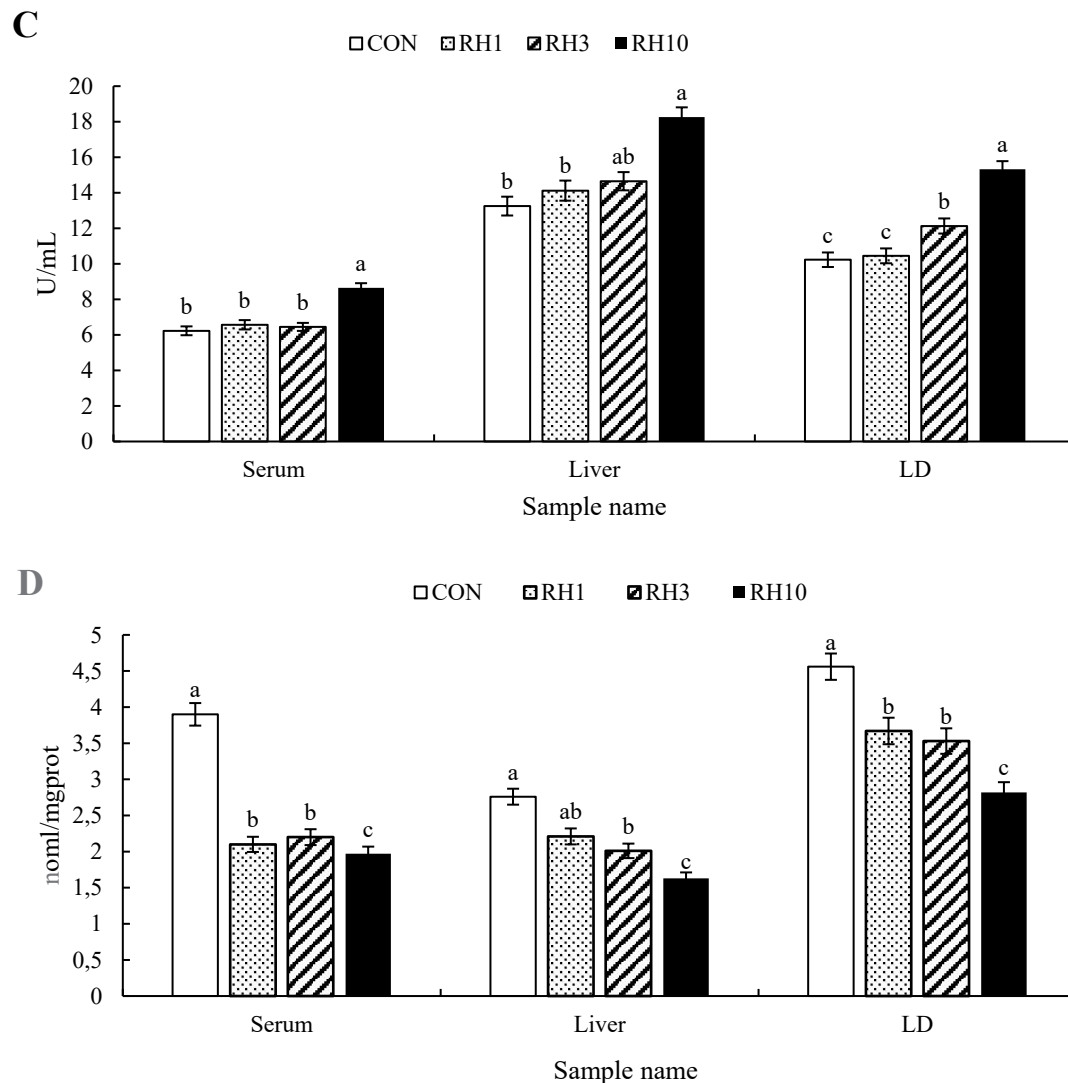 C
CON RH1 RH3 RH10
20
18
16
14
12
10
8
6
4
2
0
U/mL
b b b a
b b ab a
c c b a
Serum Liver LD
Sample name
D
CON RH1 RH3 RH10
5
4,5
4
3,5
3
2,5
2
1,5
1
0,5
0
noml/mgprot
a b b c
a ab b c
a b b c
Serum Liver LD
Sample name